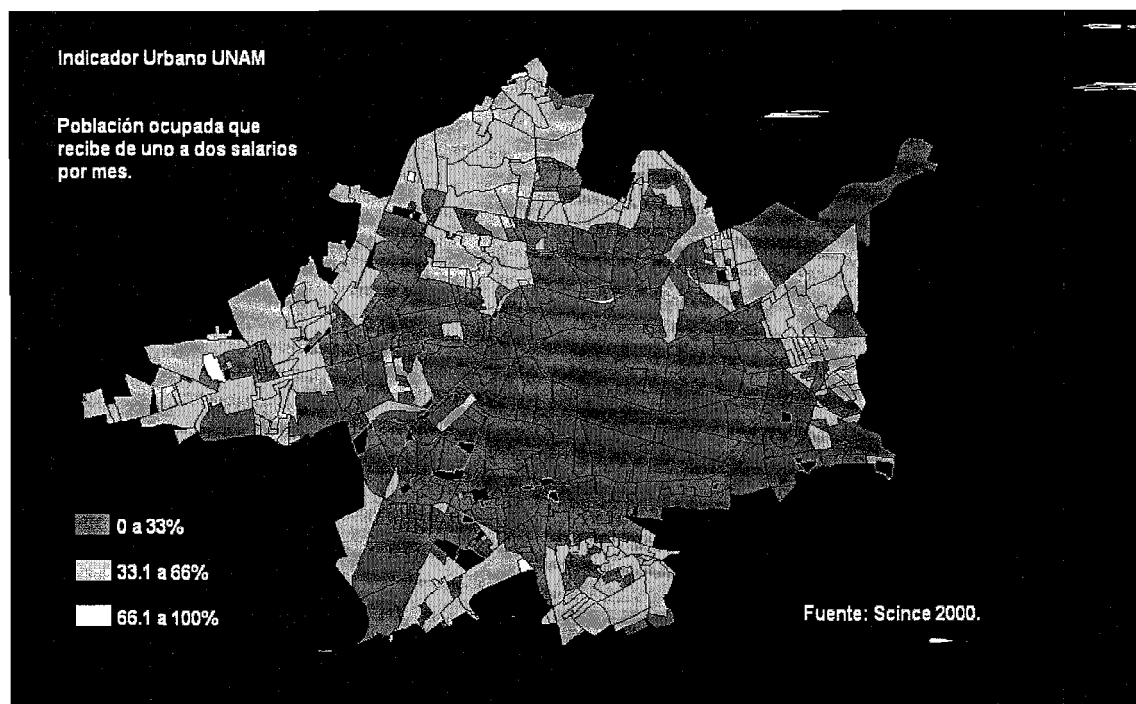 Indicador Urbano UNAM
Población ocupada que
recibe de uno a dos salarios
por mes.
0 a 33%
33.1 a 66%
66.1 a 100%
Fuente: Scince 2000.